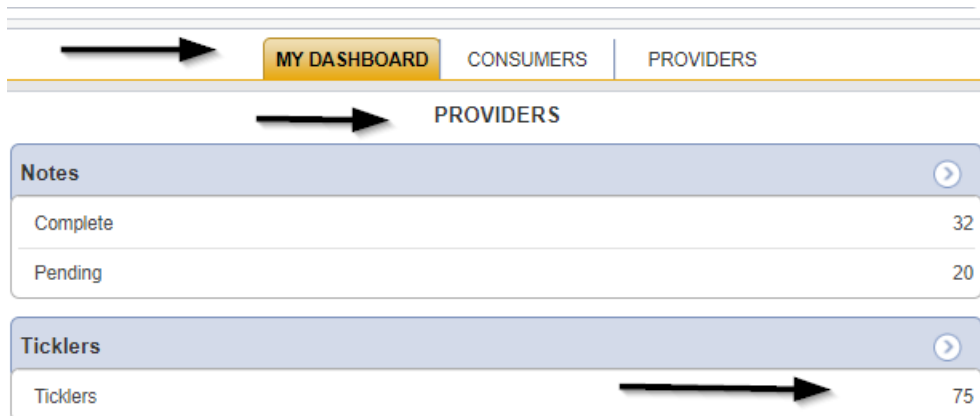 MY DASHBOARD CONSUMERS PROVIDERS
PROVIDERS
Notes
Complete 32
Pending 20
Ticklers
Ticklers 75